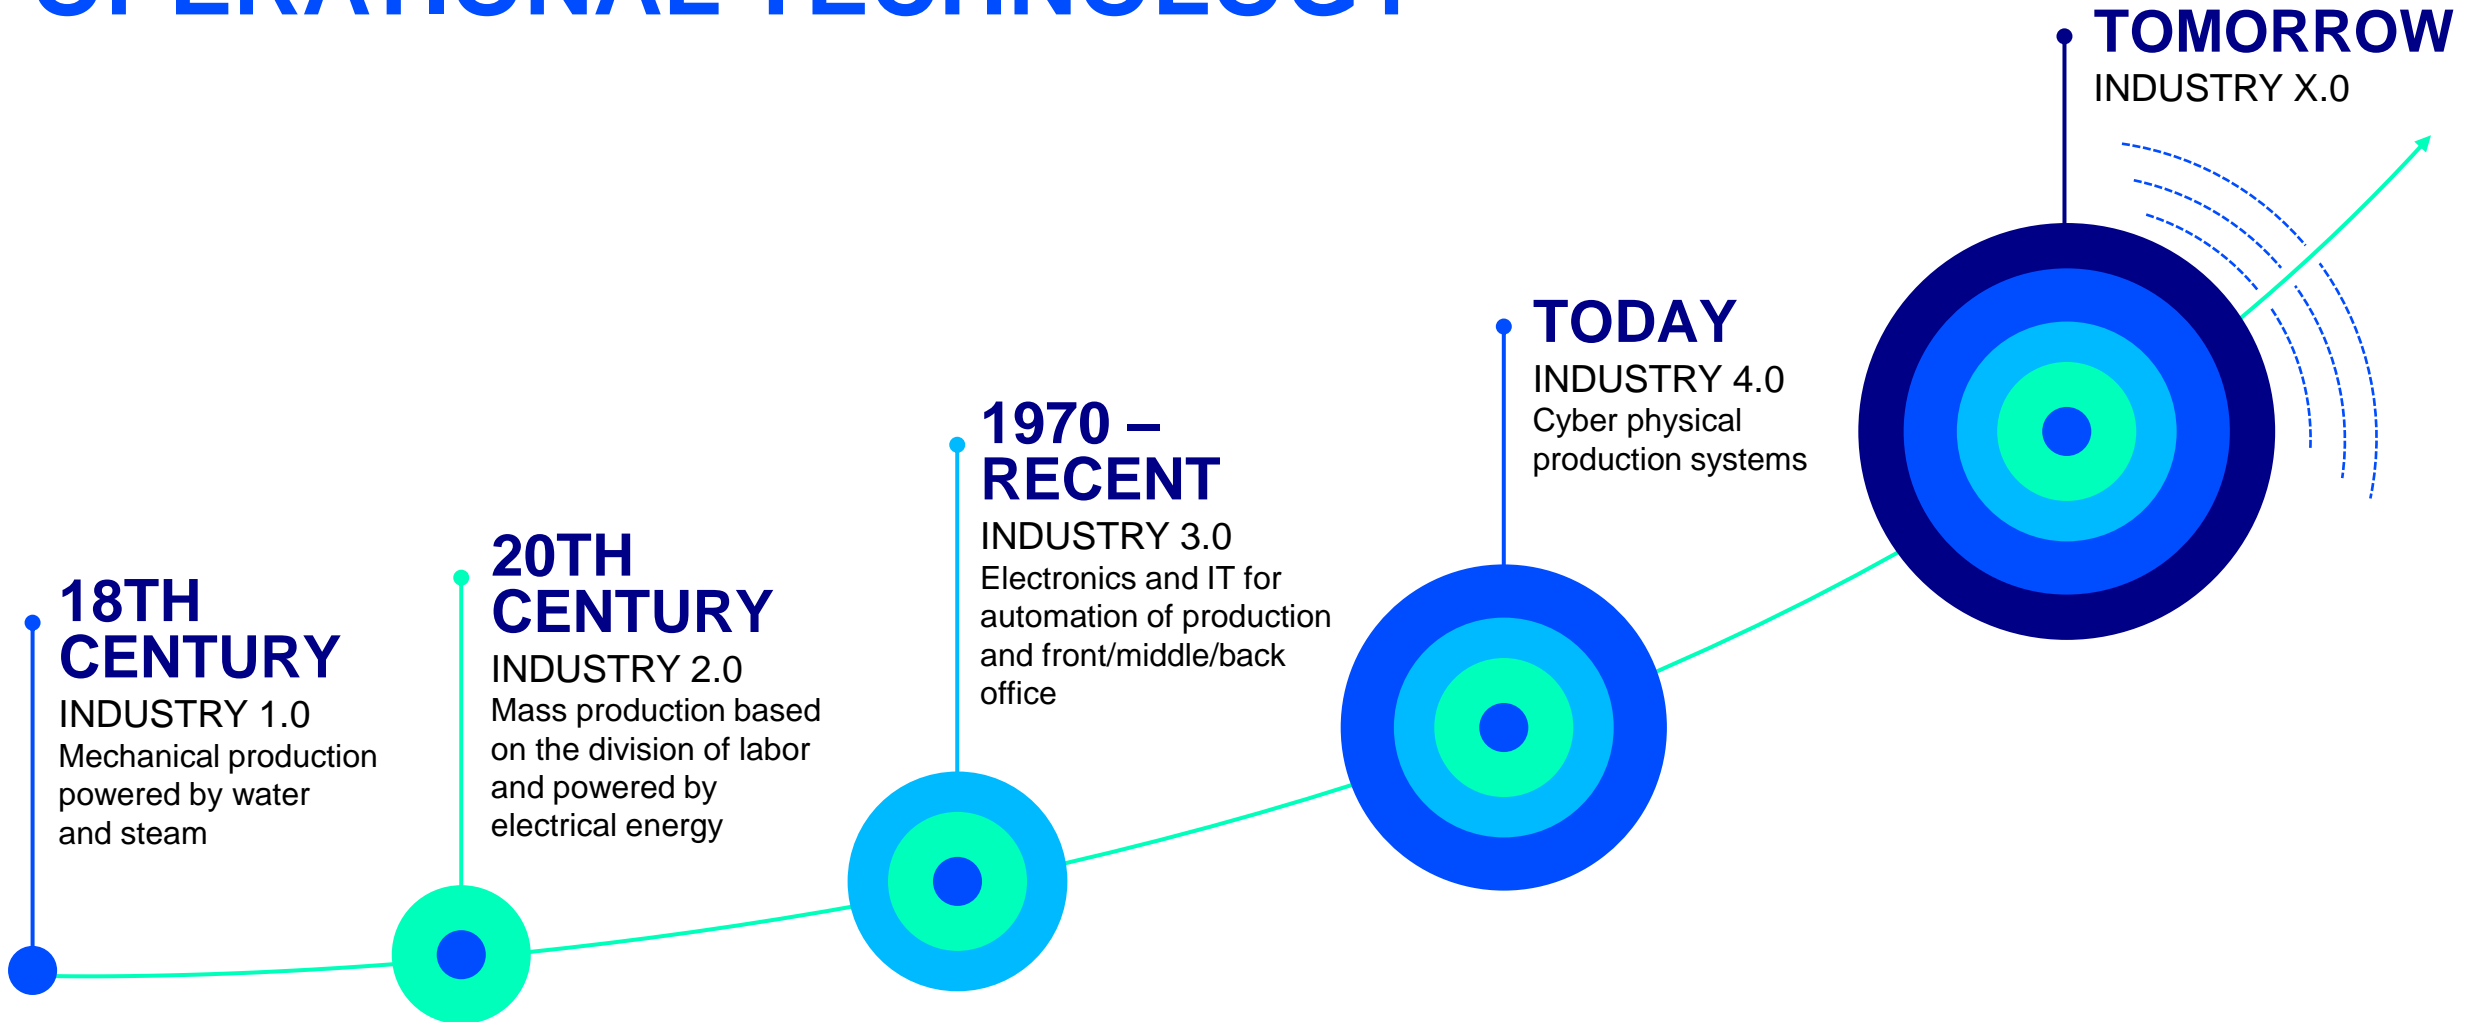 OPERATIONAL TECHNOLOGY
18TH
CENTURY
INDUSTRY 1.0
Mechanical production
powered by water
and steam
20TH
CENTURY
INDUSTRY 2.0
Mass production based
on the division of labor
and powered by
electrical energy
1970 –
RECENT
INDUSTRY 3.0
Electronics and IT for
automation of production
and front/middle/back
office
TODAY
INDUSTRY 4.0
Cyber physical
production systems
TOMORROW
INDUSTRY X.0